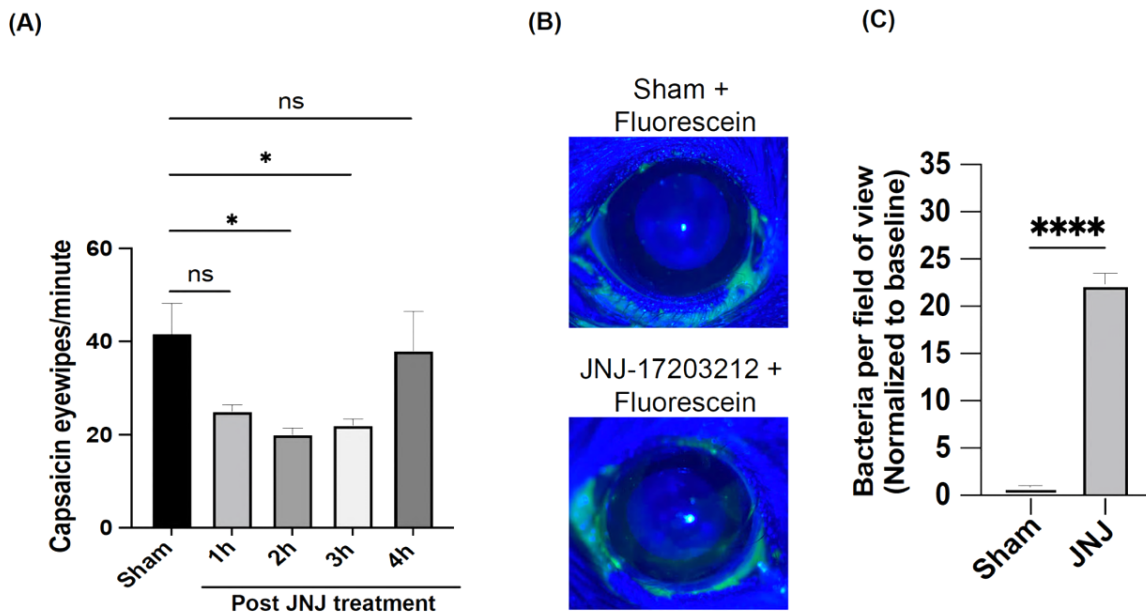 (A)
ns
*
*
ns
Capsaicin eyewipes/minute
60
40
20
0
Sham
1h
2h
3h
4h
Post JNJ treatment
(B)
Sham +
Fluorescein
JNJ-17203212 +
Fluorescein
(C)
Bacteria per field of view
(Normalized to baseline)
35
30
25
20
15
10
5
0
****
Sham
JNJ